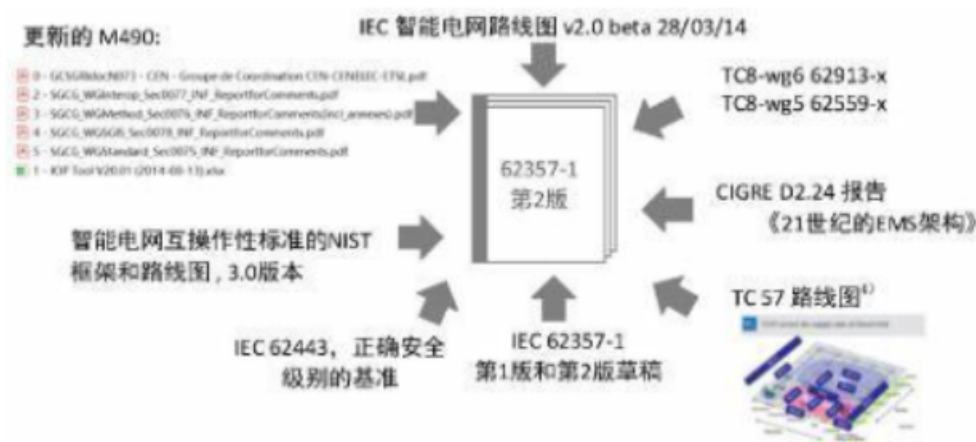 IEC 智能电网路线图 v2.0 beta 28/03/14
更新的 M490:
0 - GCSGRIdocN073 - CEN - Groupe de Coordination CEN-CENELEC-ETSI.pdf
2 - SGCG_WGInterop_Sec0077_INF_ReportforComments.pdf
3 - SGCG_WGMethod_Sec0076_INF_ReportforComments(incl_annexes).pdf
4 - SGCG_WGSGIS_Sec0078_INF_ReportforComments.pdf
5 - SGCG_WGStandard_Sec0075_INF_ReportforComments.pdf
1 - IOP Tool V20.01 (2014-08-13).xlsx
TC8-wg6 62913-x
TC8-wg5 62559-x
62357-1
第2版
CIGRE D2.24 报告
《21世纪的EMS架构》
智能电网互操作性标准的NIST
框架和路线图, 3.0版本
TC 57 路线图¹⁾
IEC 62443，正确安全
级别的基准
IEC 62357-1
第1版和第2版草稿